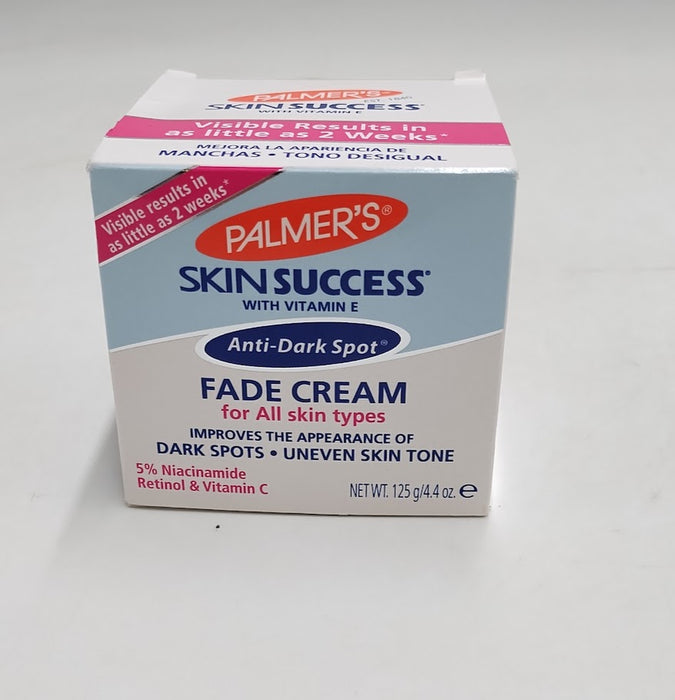 PALMER'S®
EST. 1840
SKIN SUCCESS®
WITH VITAMIN E
Visible Results in
as little as 2 Weeks*
MEJORA LA APARIENCIA DE
MANCHAS • TONO DESIGUAL
Visible results in
as little as 2 weeks*
PALMER'S®
SKIN SUCCESS®
WITH VITAMIN E
Anti-Dark Spot®
FADE CREAM
for All skin types
IMPROVES THE APPEARANCE OF
DARK SPOTS • UNEVEN SKIN TONE
5% Niacinamide
Retinol & Vitamin C
NET WT. 125 g/4.4 oz. ℮